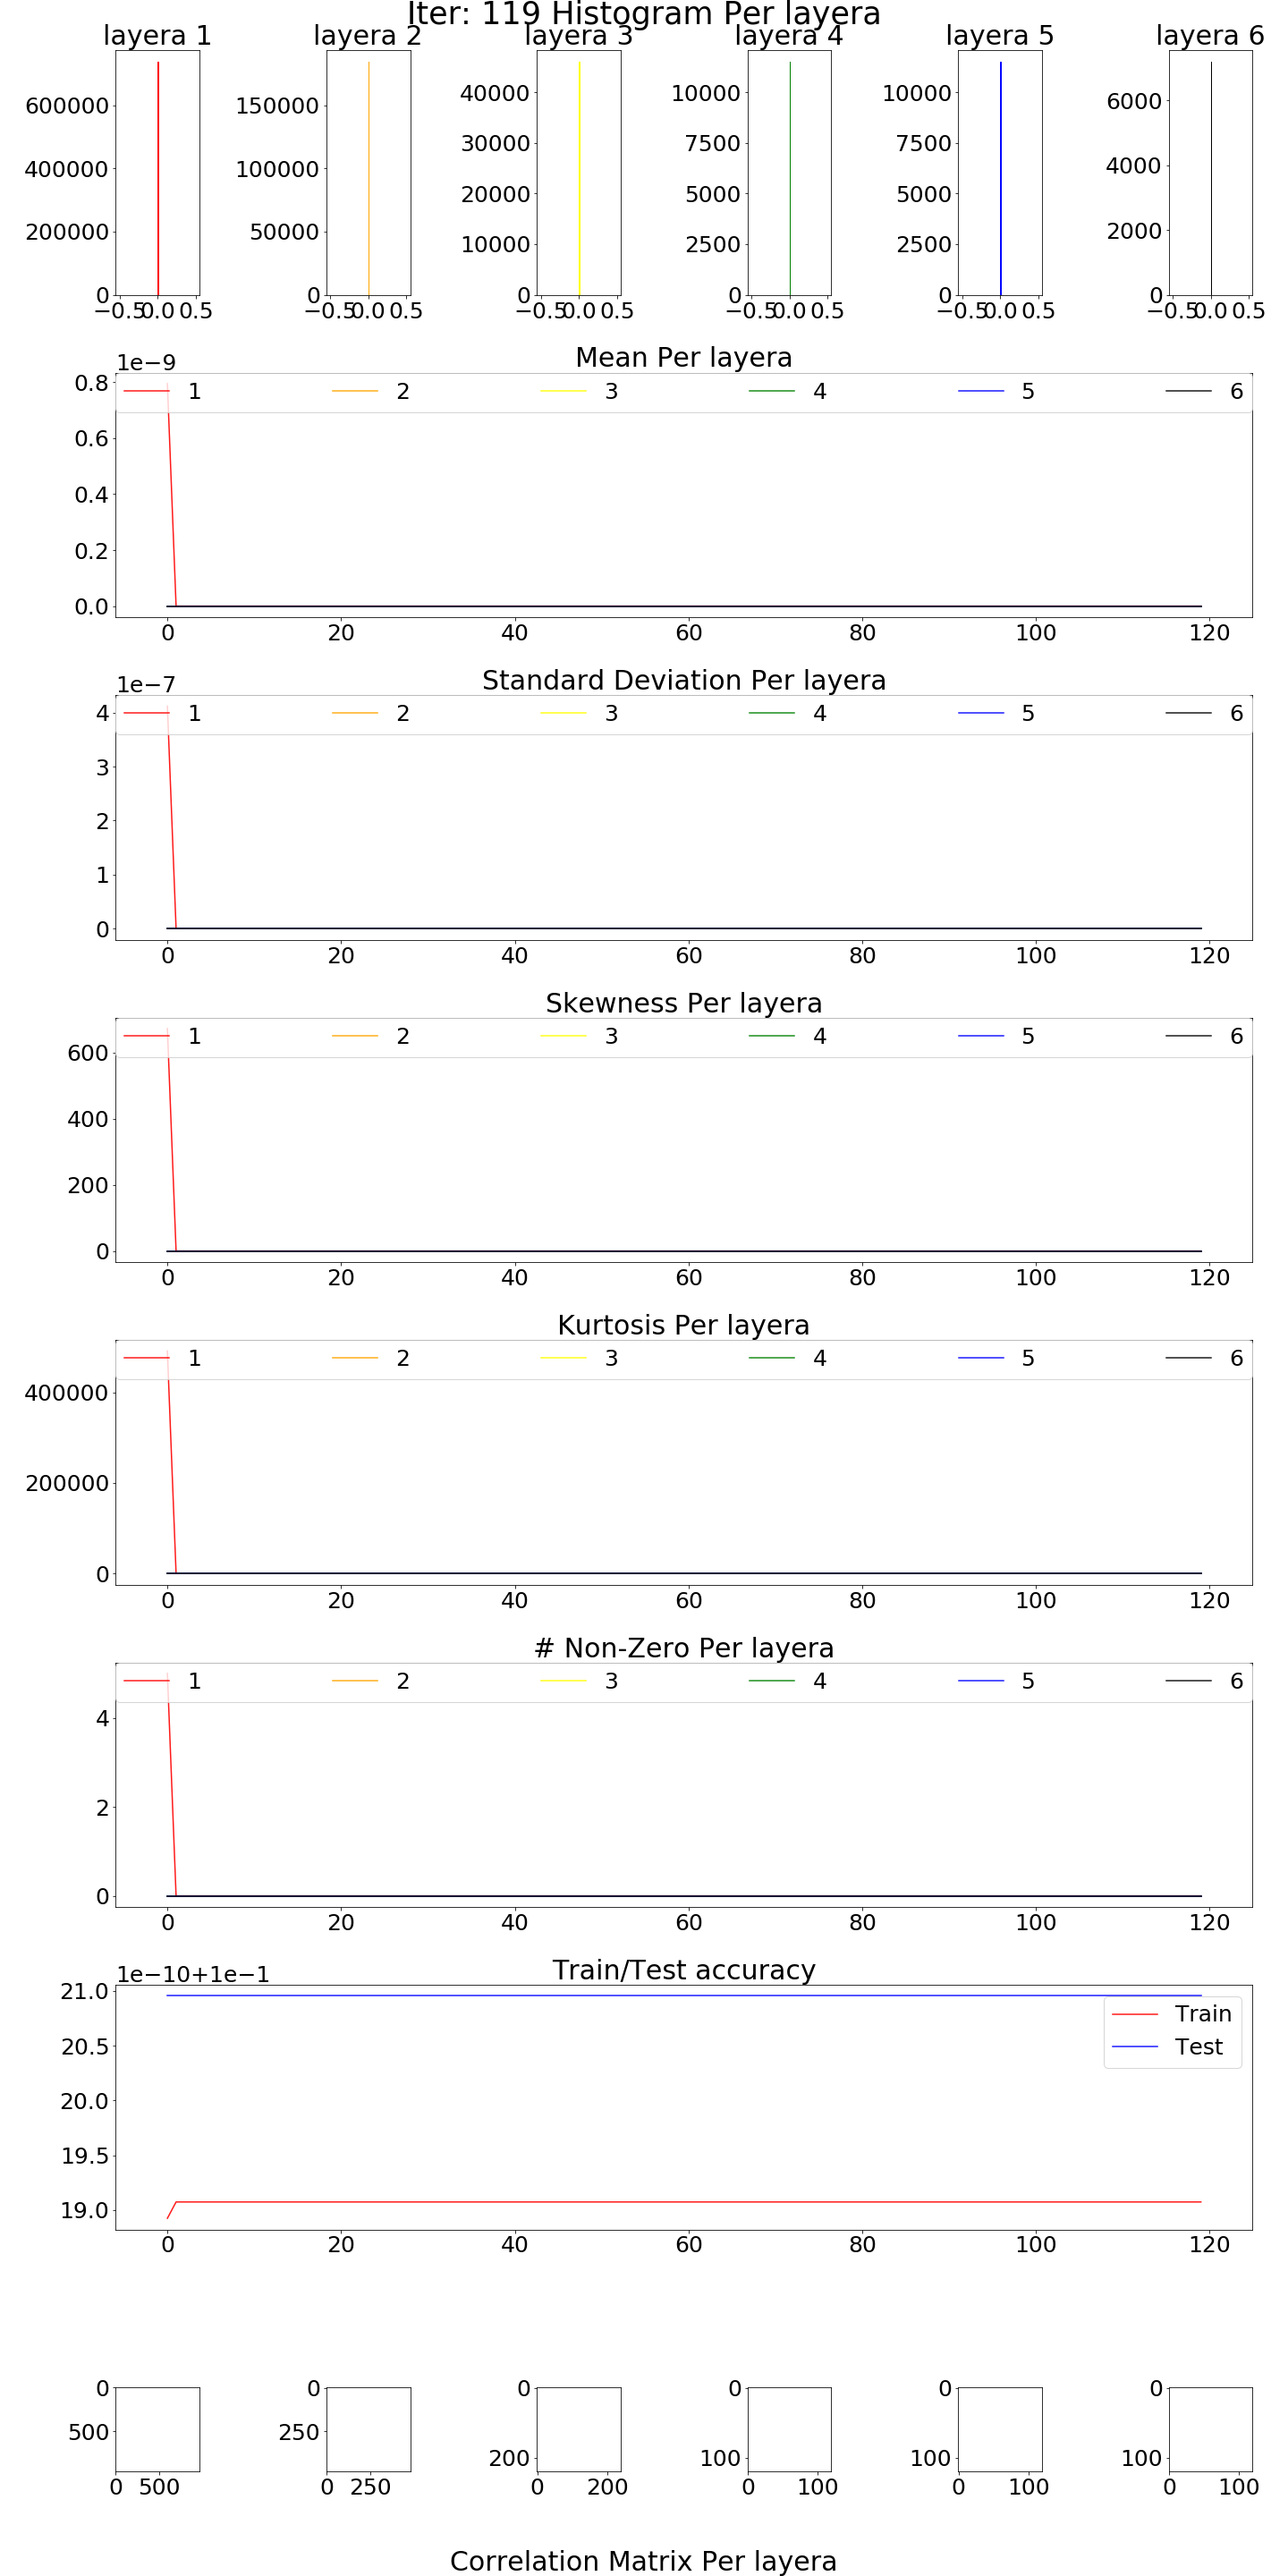 Iter: 119 Histogram Per layera
layera 1 layera 2 layera 3 layera 4 layera 5 layera 6
600000 400000 200000 0
−0.5 0.0 0.5
150000 100000 50000 0
−0.5 0.0 0.5
40000 30000 20000 10000 0
−0.5 0.0 0.5
10000 7500 5000 2500 0
−0.5 0.0 0.5
10000 7500 5000 2500 0
−0.5 0.0 0.5
6000 4000 2000 0
−0.5 0.0 0.5
1e−9 Mean Per layera
1 2 3 4 5 6
0.8
0.6
0.4
0.2
0.0
0 20 40 60 80 100 120
1e−7 Standard Deviation Per layera
1 2 3 4 5 6
4
3
2
1
0
0 20 40 60 80 100 120
Skewness Per layera
1 2 3 4 5 6
600
400
200
0
0 20 40 60 80 100 120
Kurtosis Per layera
1 2 3 4 5 6
400000
200000
0
0 20 40 60 80 100 120
# Non-Zero Per layera
1 2 3 4 5 6
4
2
0
0 20 40 60 80 100 120
1e−10+1e−1 Train/Test accuracy
21.0
Train
20.5 Test
20.0
19.5
19.0
0 20 40 60 80 100 120
0 500
0 500
0 250
0 250
0 200
0 200
0 100
0 100
0 100
0 100
0 100
0 100
Correlation Matrix Per layera